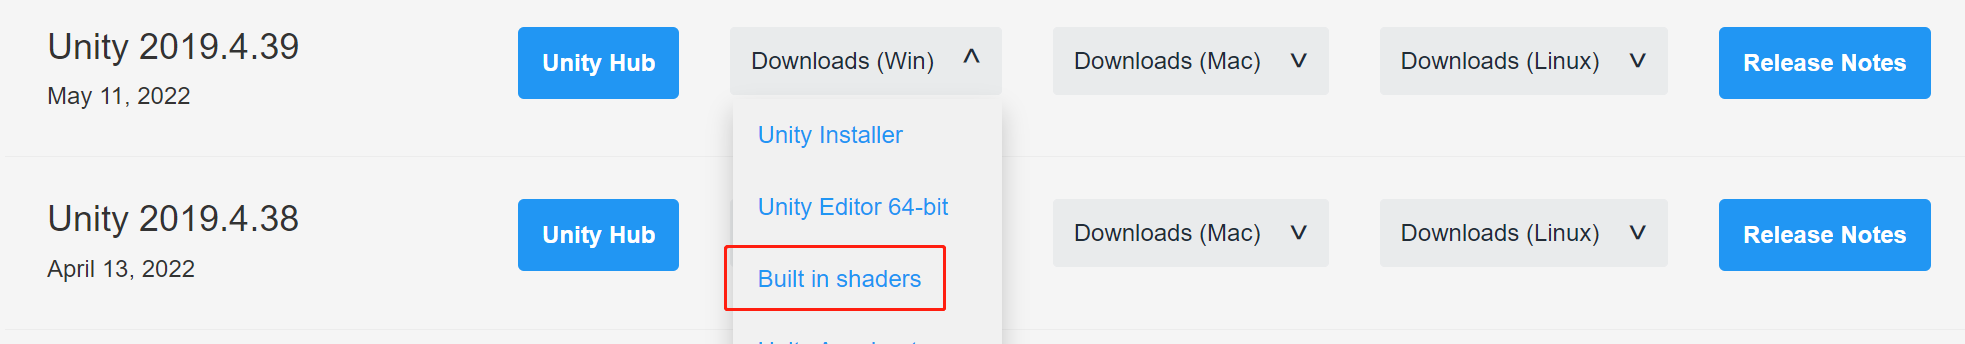 Unity 2019.4.39
May 11, 2022
Unity Hub
Downloads (Win)
Downloads (Mac)
Downloads (Linux)
Release Notes
Unity Installer
Unity Editor 64-bit
Built in shaders
Unity 2019.4.38
April 13, 2022
Unity Hub
Downloads (Mac)
Downloads (Linux)
Release Notes